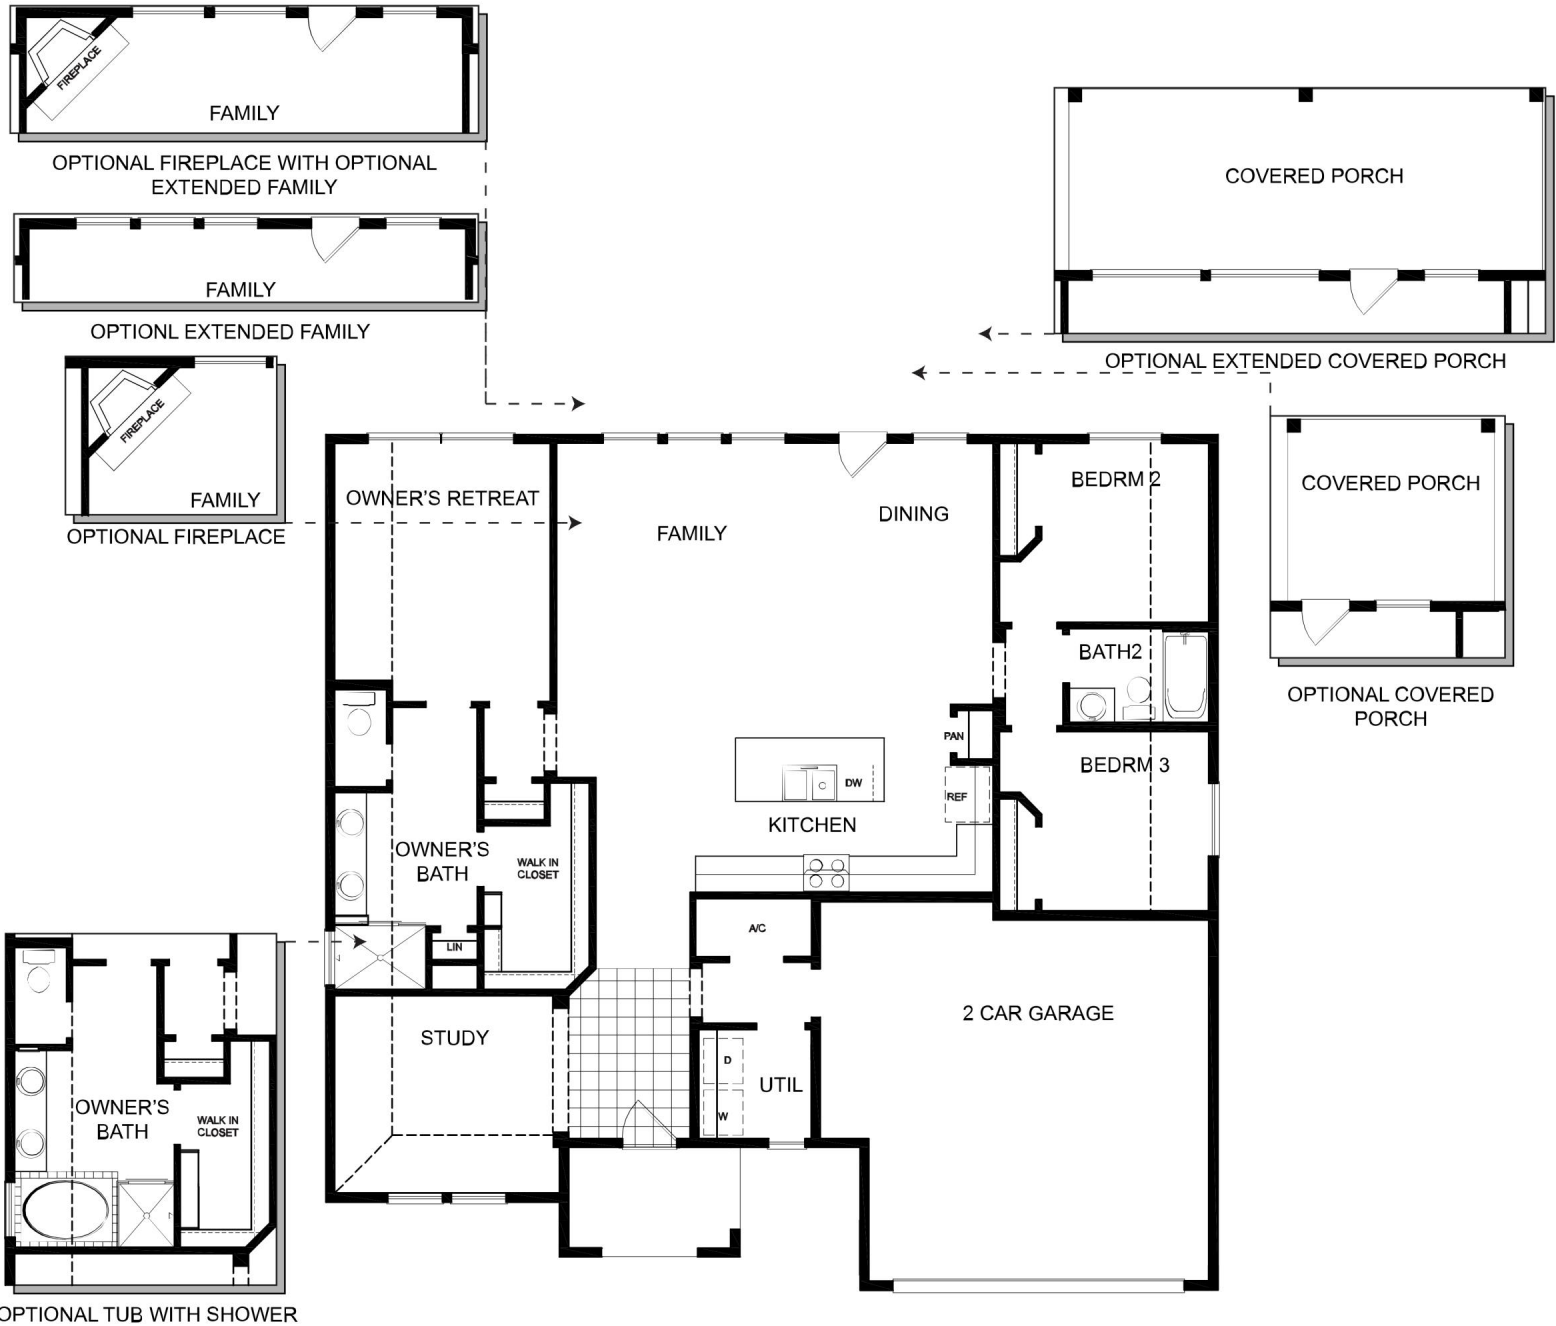 FIREPLACE
FAMILY
OPTIONAL FIREPLACE WITH OPTIONAL
EXTENDED FAMILY
FAMILY
OPTIONL EXTENDED FAMILY
FIREPLACE
FAMILY
OPTIONAL FIREPLACE
COVERED PORCH
OPTIONAL EXTENDED COVERED PORCH
COVERED PORCH
OPTIONAL COVERED
PORCH
OWNER'S RETREAT
FAMILY
DINING
BEDRM 2
BATH2
PAN
BEDRM 3
REF
DW
KITCHEN
OWNER'S
BATH
WALK IN
CLOSET
LIN
A/C
STUDY
2 CAR GARAGE
D
UTIL
W
OWNER'S
BATH
WALK IN
CLOSET
OPTIONAL TUB WITH SHOWER